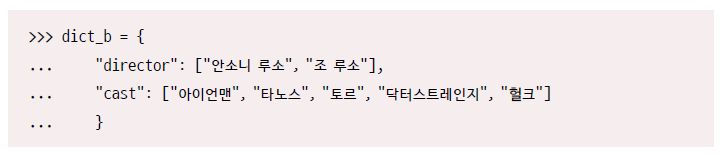 >>> dict_b = {
...     "director": ["안소니 루소", "조 루소"],
...     "cast": ["아이언맨", "타노스", "토르", "닥터스트레인지", "헐크"]
...     }